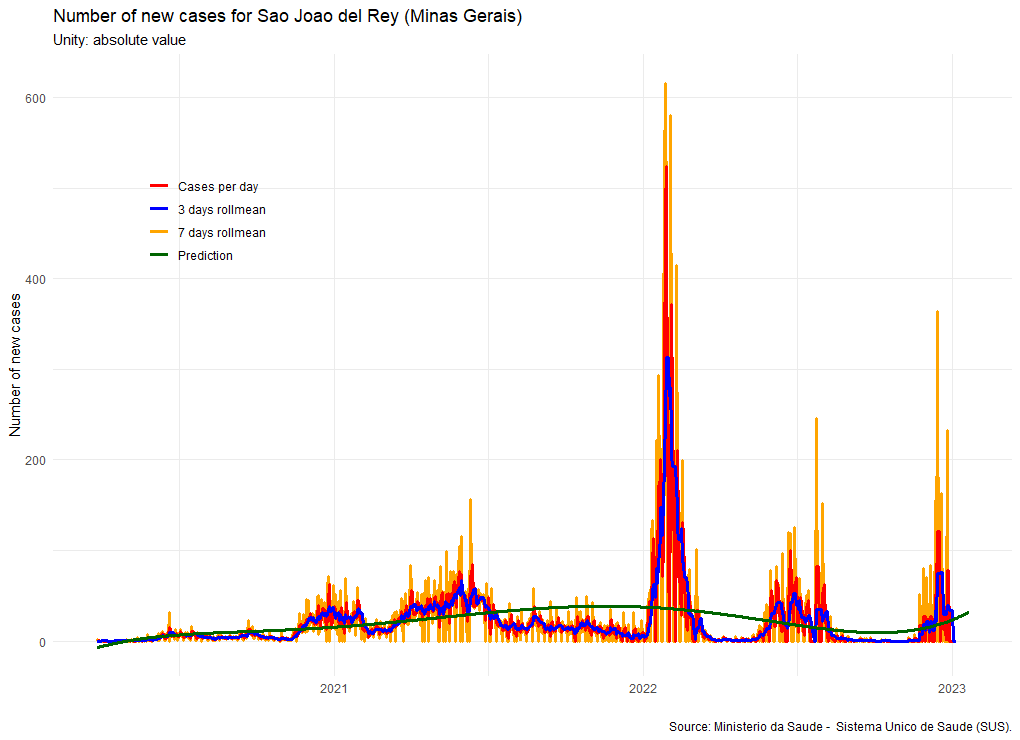 Number of new cases for Sao Joao del Rey (Minas Gerais)
Unity: absolute value
600
400
200
0
Number of new cases
Cases per day
3 days rollmean
7 days rollmean
Prediction
2021
2022
2023
Source: Ministerio da Saude - Sistema Unico de Saude (SUS).